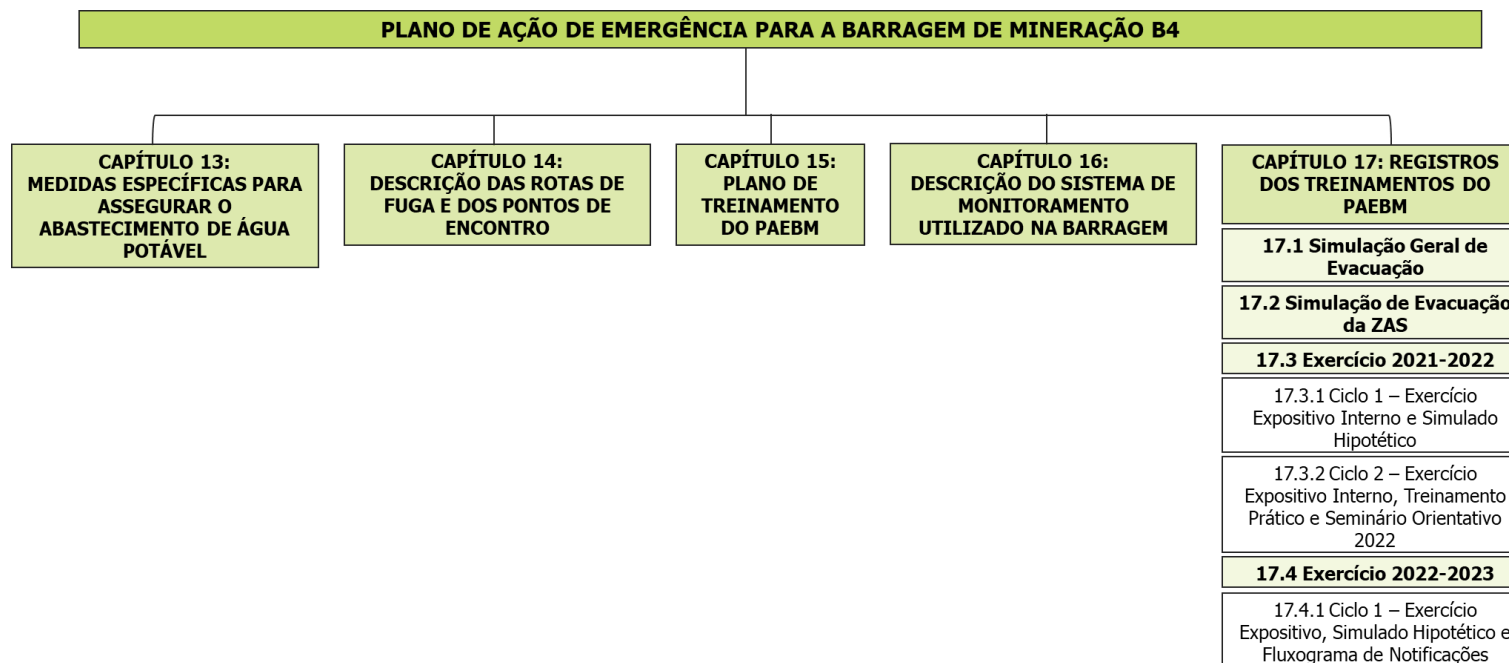 PLANO DE AÇÃO DE EMERGÊNCIA PARA A BARRAGEM DE MINERAÇÃO B4
CAPÍTULO 13:
MEDIDAS ESPECÍFICAS PARA
ASSEGURAR O
ABASTECIMENTO DE ÁGUA
POTÁVEL
CAPÍTULO 14:
DESCRIÇÃO DAS ROTAS DE
FUGA E DOS PONTOS DE
ENCONTRO
CAPÍTULO 15:
PLANO DE
TREINAMENTO
DO PAEBM
CAPÍTULO 16:
DESCRIÇÃO DO SISTEMA DE
MONITORAMENTO
UTILIZADO NA BARRAGEM
CAPÍTULO 17: REGISTROS
DOS TREINAMENTOS DO
PAEBM
17.1 Simulação Geral de
Evacuação
17.2 Simulação de Evacuação
da ZAS
17.3 Exercício 2021-2022
17.3.1 Ciclo 1 – Exercício
Expositivo Interno e Simulado
Hipotético
17.3.2 Ciclo 2 – Exercício
Expositivo Interno, Treinamento
Prático e Seminário Orientativo
2022
17.4 Exercício 2022-2023
17.4.1 Ciclo 1 – Exercício
Expositivo, Simulado Hipotético e
Fluxograma de Notificações